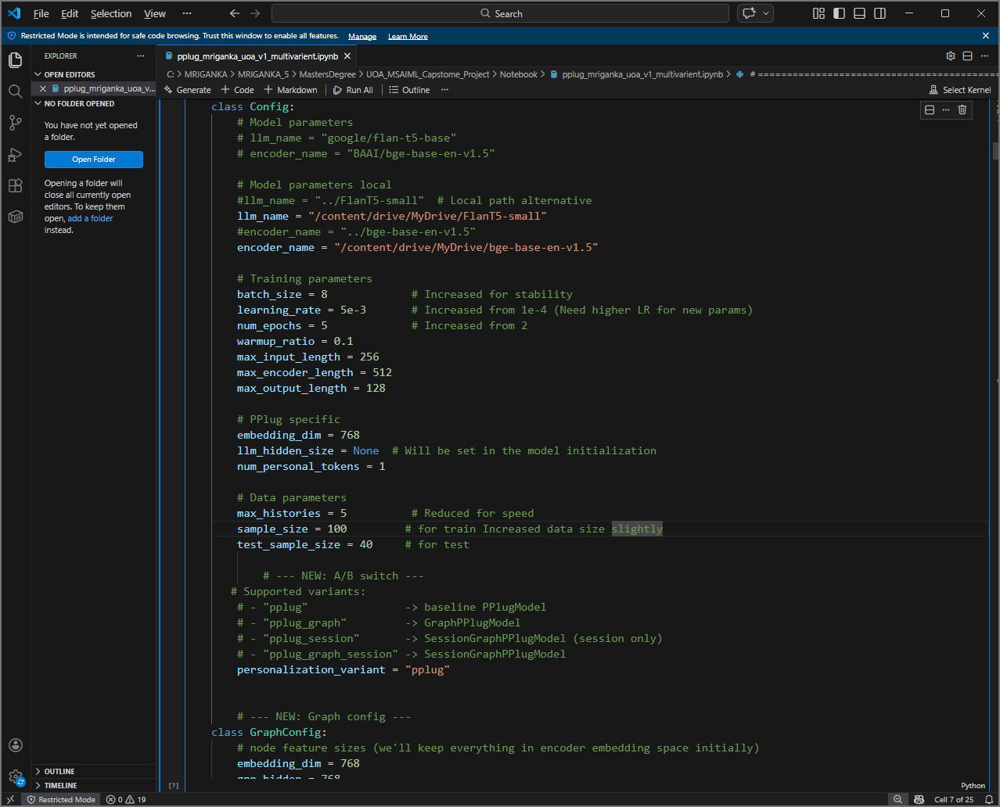 File Edit Selection View ··· Search
Restricted Mode is intended for safe code browsing. Trust this window to enable all features. Manage Learn More
EXPLORER ···
OPEN EDITORS
pplug_mriganka_uoa_v...
NO FOLDER OPENED
You have not yet opened
a folder.
Open Folder
Opening a folder will
close all currently open
editors. To keep them
open, add a folder
instead.
OUTLINE
TIMELINE
pplug_mriganka_uoa_v1_multivarient.ipynb
C: > MRIGANKA > MRIGANKA_5 > MastersDegree > UOA_MSAIML_Capstome_Project > Notebook > pplug_mriganka_uoa_v1_multivarient.ipynb > # ==========================================
Generate + Code + Markdown Run All Outline ··· Select Kernel
class Config:
# Model parameters
# llm_name = "google/flan-t5-base"
# encoder_name = "BAAI/bge-base-en-v1.5"
# Model parameters local
#llm_name = "../FlanT5-small"  # Local path alternative
llm_name = "/content/drive/MyDrive/FlanT5-small"
#encoder_name = "../bge-base-en-v1.5"
encoder_name = "/content/drive/MyDrive/bge-base-en-v1.5"
# Training parameters
batch_size = 8             # Increased for stability
learning_rate = 5e-3       # Increased from 1e-4 (Need higher LR for new params)
num_epochs = 5             # Increased from 2
warmup_ratio = 0.1
max_input_length = 256
max_encoder_length = 512
max_output_length = 128
# PPlug specific
embedding_dim = 768
llm_hidden_size = None  # Will be set in the model initialization
num_personal_tokens = 1
# Data parameters
max_histories = 5          # Reduced for speed
sample_size = 100         # for train Increased data size slightly
test_sample_size = 40     # for test
# --- NEW: A/B switch ---
# Supported variants:
# - "pplug"               -> baseline PPlugModel
# - "pplug_graph"         -> GraphPPlugModel
# - "pplug_session"       -> SessionGraphPPlugModel (session only)
# - "pplug_graph_session" -> SessionGraphPPlugModel
personalization_variant = "pplug"
# --- NEW: Graph config ---
class GraphConfig:
# node feature sizes (we'll keep everything in encoder embedding space initially)
embedding_dim = 768
gnn_hidden = 768
[7]
Python
Restricted Mode 0 19 Cell 7 of 25